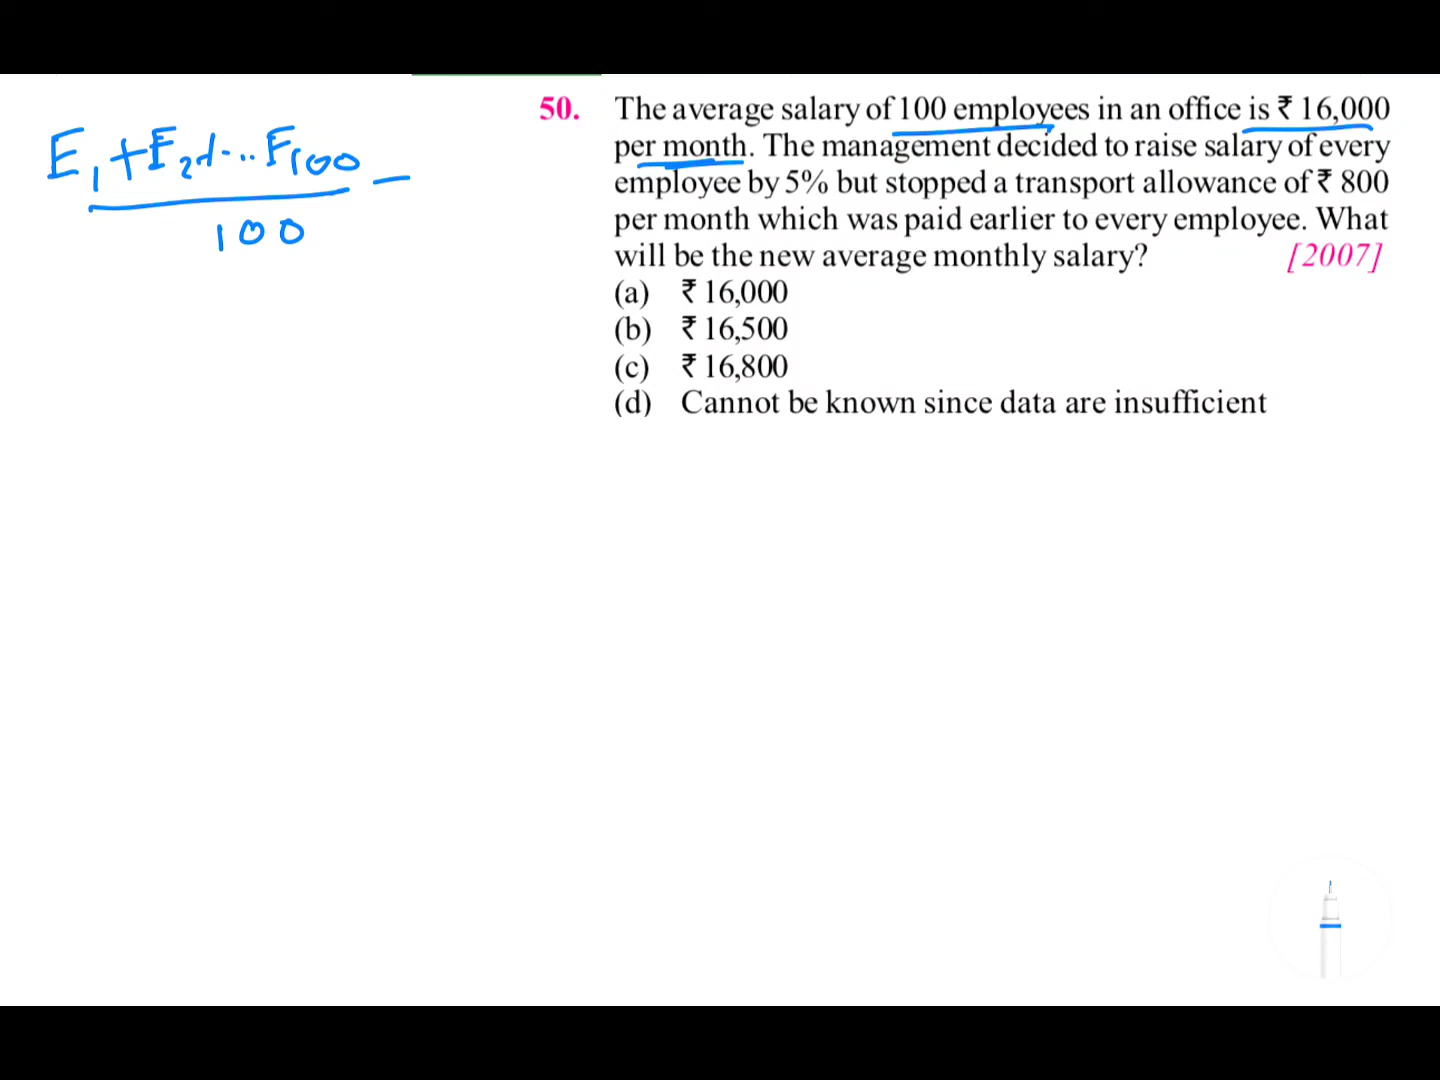 E₁+E₂+...E₁₀₀ —
100
50. The average salary of 100 employees in an office is ₹ 16,000
per month. The management decided to raise salary of every
employee by 5% but stopped a transport allowance of ₹ 800
per month which was paid earlier to every employee. What
will be the new average monthly salary? [2007]
(a) ₹ 16,000
(b) ₹ 16,500
(c) ₹ 16,800
(d) Cannot be known since data are insufficient